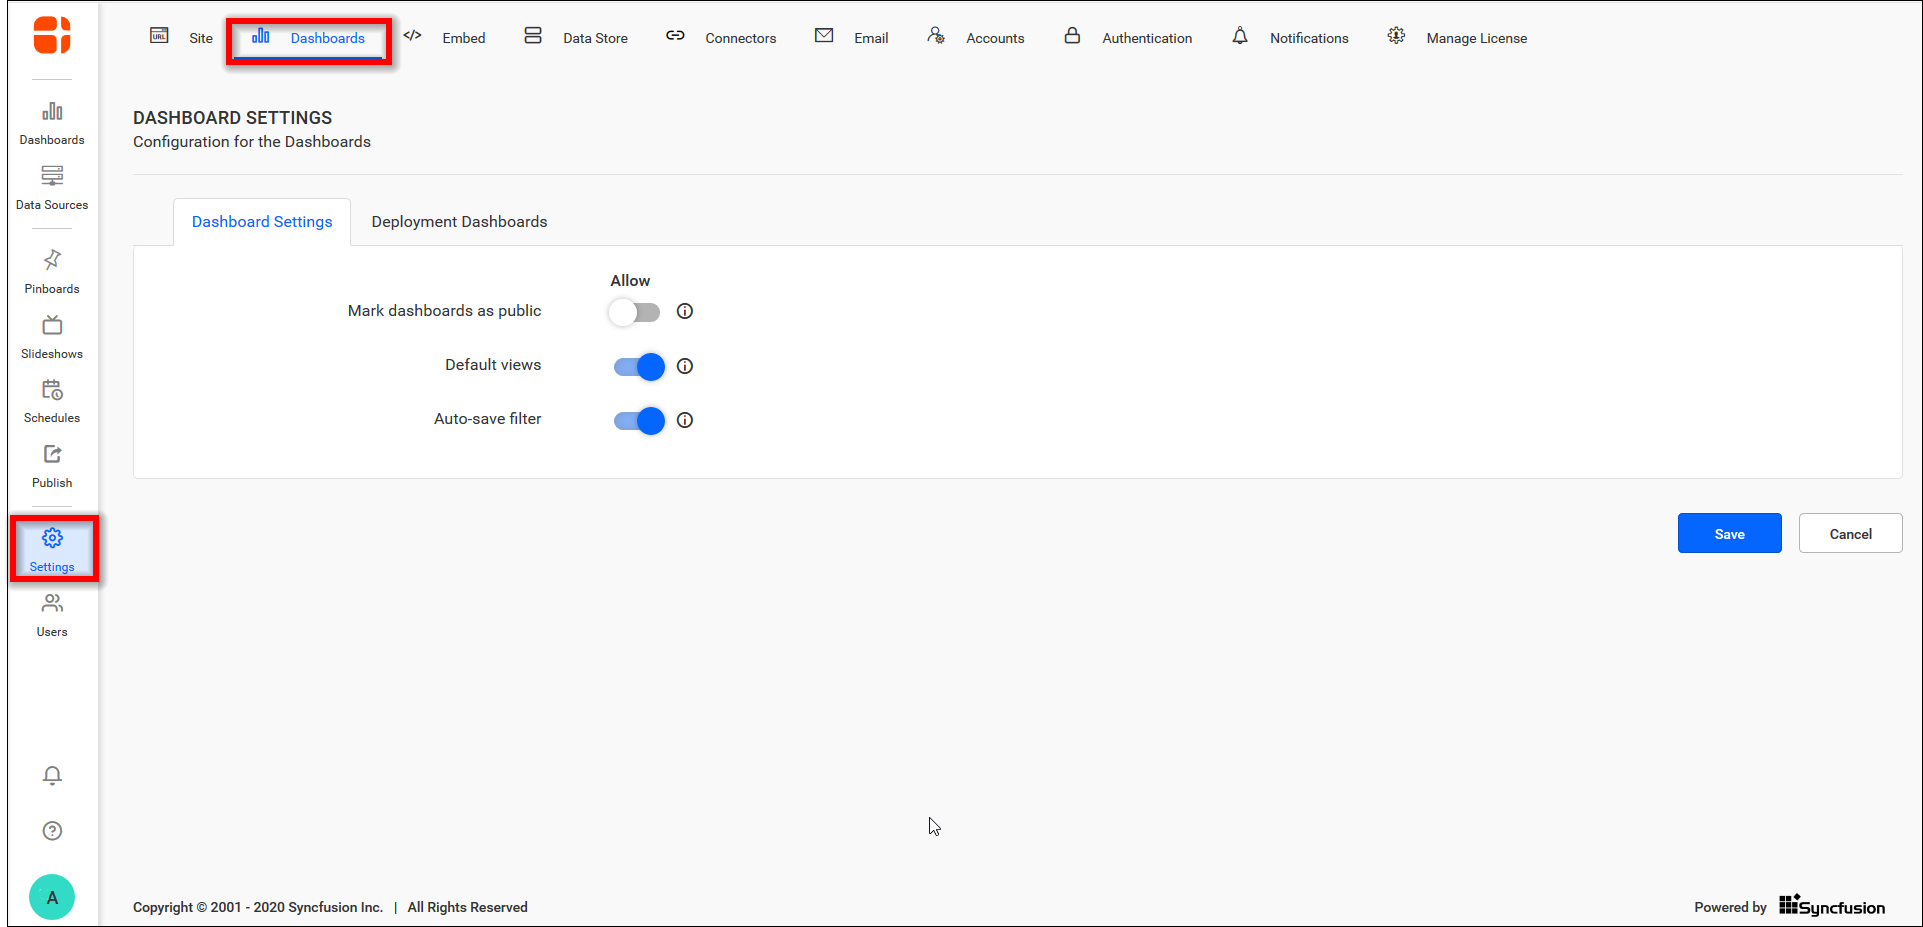 URL Site Dashboards </> Embed Data Store Connectors Email Accounts Authentication Notifications Manage License
Dashboards
Data Sources
Pinboards
Slideshows
Schedules
Publish
Settings
Users
A
DASHBOARD SETTINGS
Configuration for the Dashboards
Dashboard Settings Deployment Dashboards
Allow
Mark dashboards as public
Default views
Auto-save filter
Save Cancel
Copyright © 2001 - 2020 Syncfusion Inc. | All Rights Reserved
Powered by Syncfusion